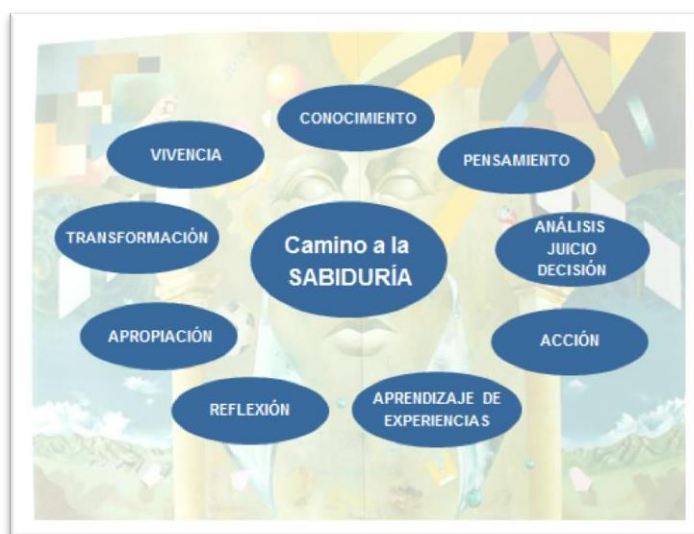 CONOCIMIENTO
VIVENCIA
PENSAMIENTO
TRANSFORMACIÓN
Camino a la
SABIDURÍA
ANÁLISIS
JUICIO
DECISIÓN
APROPIACIÓN
ACCIÓN
REFLEXIÓN
APRENDIZAJE DE
EXPERIENCIAS